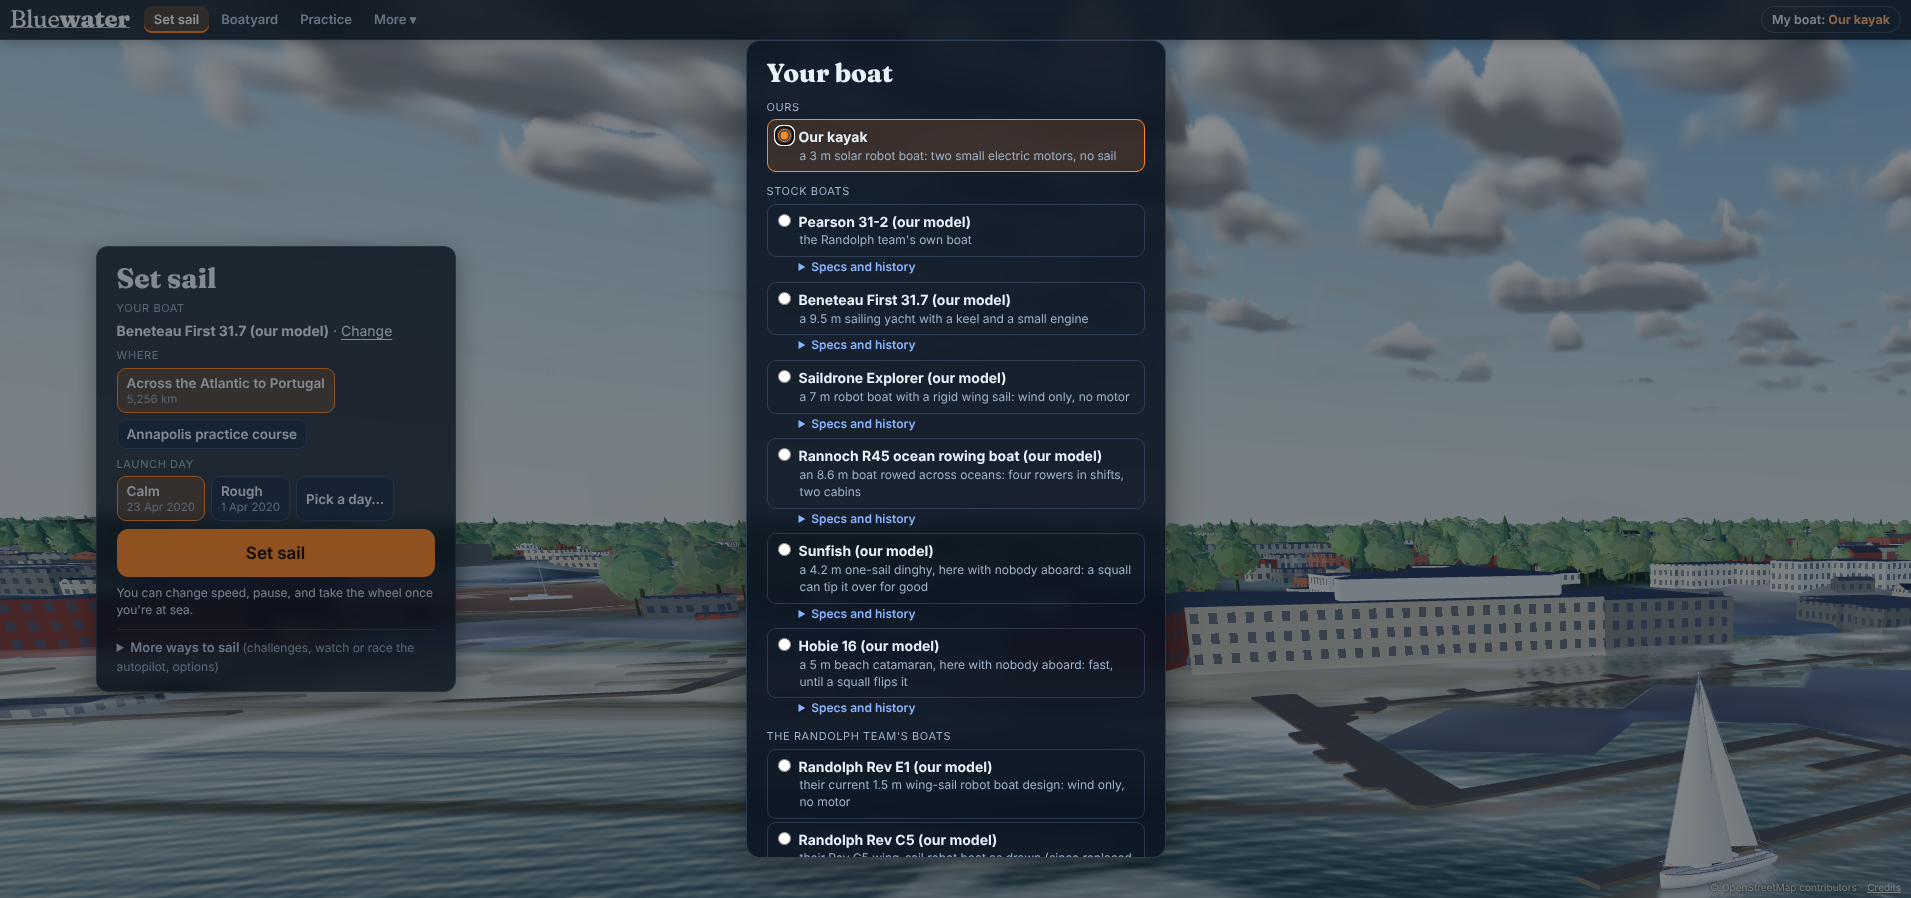 Bluewater
Set sail
Boatyard
Practice
More ▾
My boat: Our kayak
Set sail
YOUR BOAT
Beneteau First 31.7 (our model) · Change
WHERE
Across the Atlantic to Portugal
5,256 km
Annapolis practice course
LAUNCH DAY
Calm
23 Apr 2020
Rough
1 Apr 2020
Pick a day...
Set sail
You can change speed, pause, and take the wheel once
you're at sea.
▶ More ways to sail (challenges, watch or race the
autopilot, options)
Your boat
OURS
Our kayak
a 3 m solar robot boat: two small electric motors, no sail
STOCK BOATS
Pearson 31-2 (our model)
the Randolph team's own boat
▶ Specs and history
Beneteau First 31.7 (our model)
a 9.5 m sailing yacht with a keel and a small engine
▶ Specs and history
Saildrone Explorer (our model)
a 7 m robot boat with a rigid wing sail: wind only, no motor
▶ Specs and history
Rannoch R45 ocean rowing boat (our model)
an 8.6 m boat rowed across oceans: four rowers in shifts,
two cabins
▶ Specs and history
Sunfish (our model)
a 4.2 m one-sail dinghy, here with nobody aboard: a squall
can tip it over for good
▶ Specs and history
Hobie 16 (our model)
a 5 m beach catamaran, here with nobody aboard: fast,
until a squall flips it
▶ Specs and history
THE RANDOLPH TEAM'S BOATS
Randolph Rev E1 (our model)
their current 1.5 m wing-sail robot boat design: wind only,
no motor
Randolph Rev C5 (our model)
their Rev C5 wing-sail robot boat as drawn (since replaced
© OpenStreetMap contributors · Credits